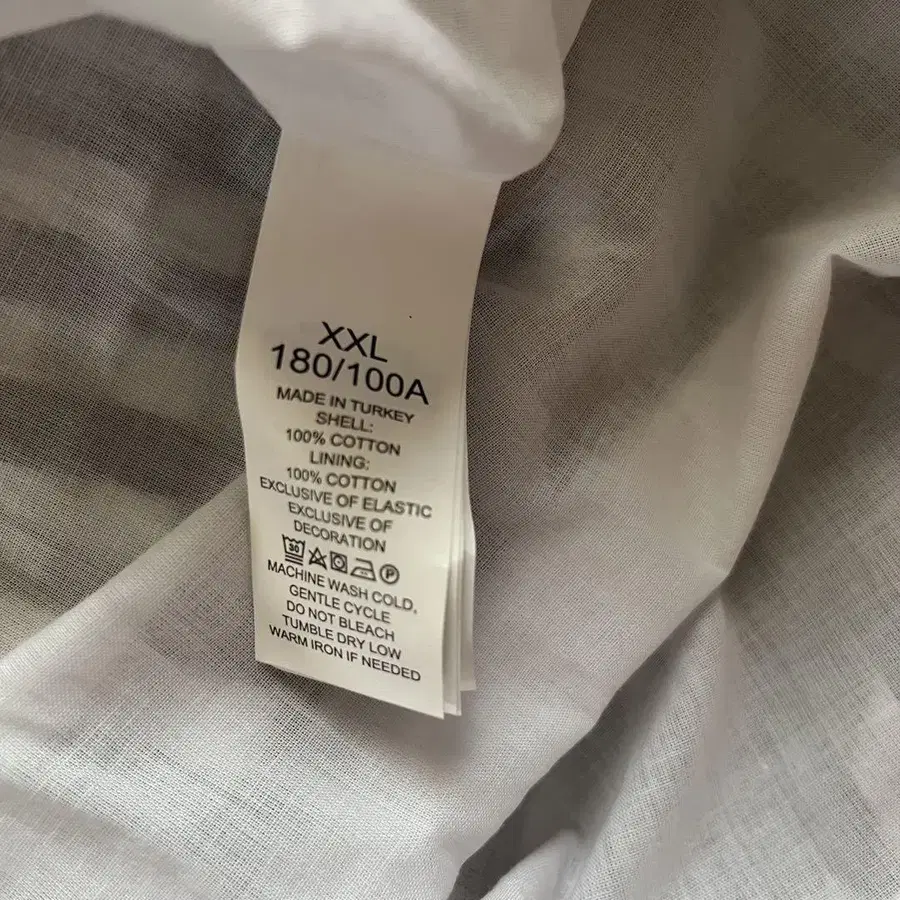 XXL
180/100A
MADE IN TURKEY
SHELL:
100% COTTON
LINING:
100% COTTON
EXCLUSIVE OF ELASTIC
EXCLUSIVE OF
DECORATION
30 P
MACHINE WASH COLD,
GENTLE CYCLE
DO NOT BLEACH
TUMBLE DRY LOW
WARM IRON IF NEEDED